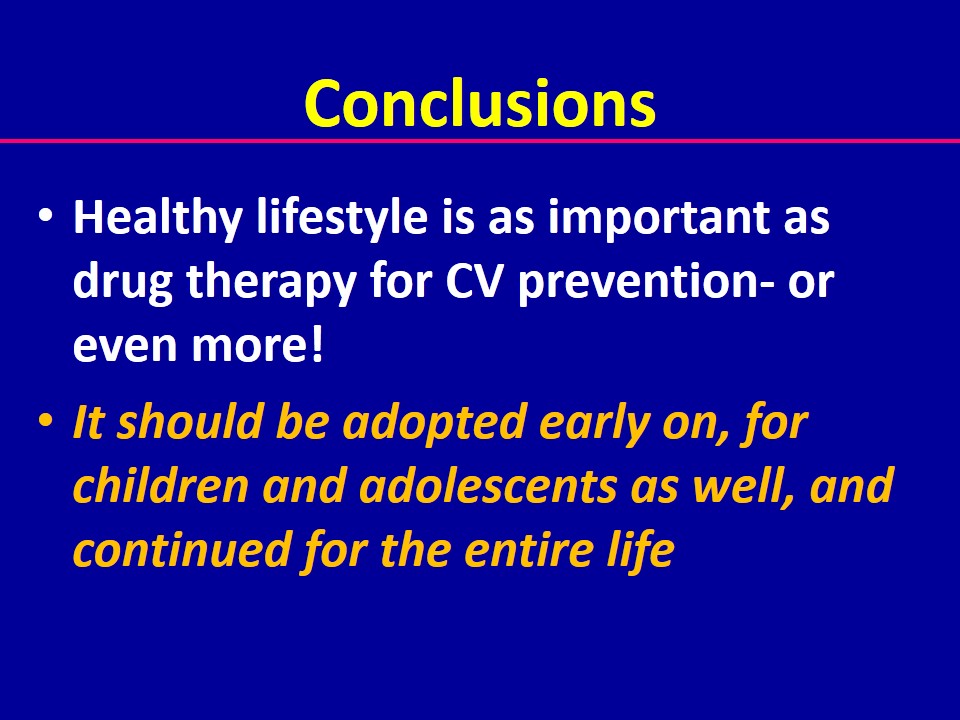 Conclusions
• Healthy lifestyle is as important as
drug therapy for CV prevention- or
even more!
• It should be adopted early on, for
children and adolescents as well, and
continued for the entire life